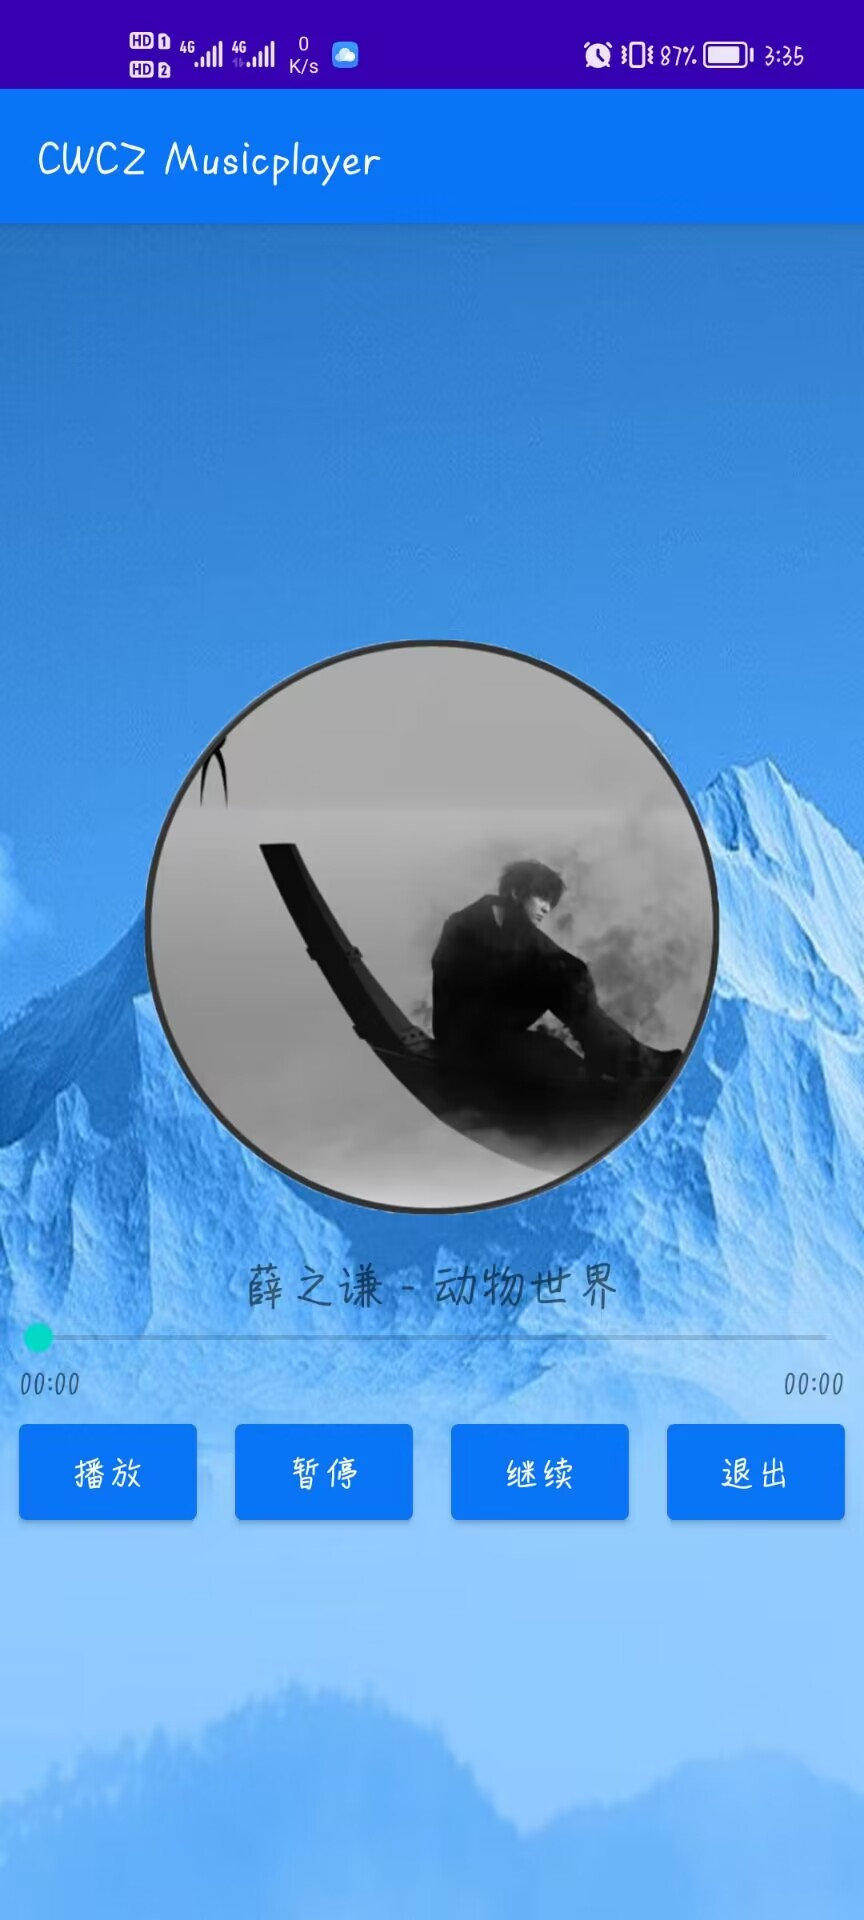 HD 1 4G 4G 0 87% 3:35
HD 2 K/s
CWCZ Musicplayer
薛之谦 - 动物世界
00:00 00:00
播放 暂停 继续 退出